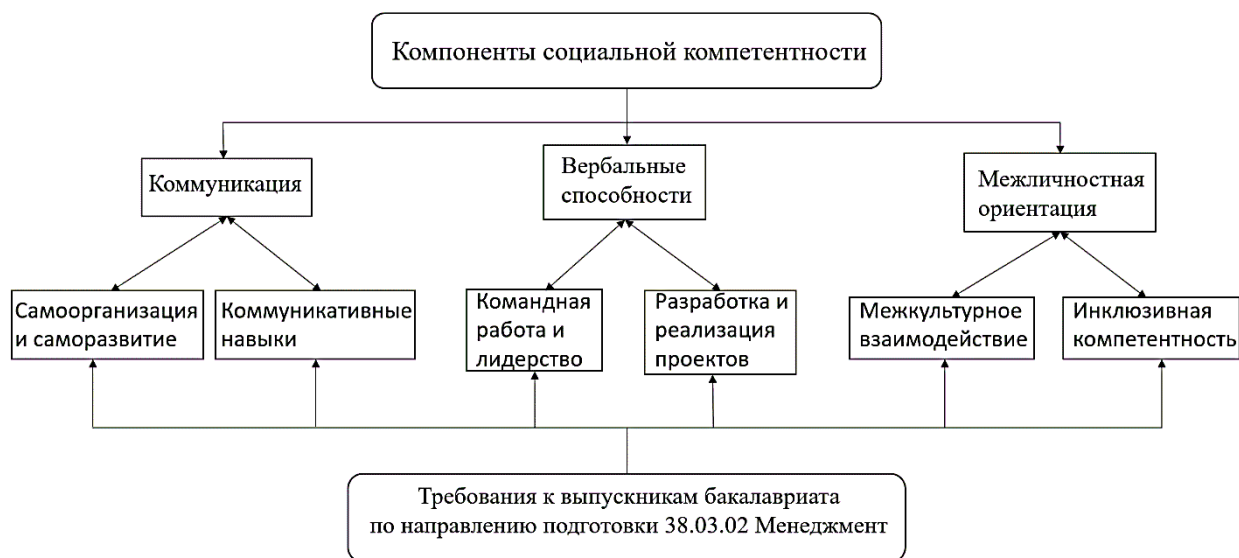 Компоненты социальной компетентности
Коммуникация
Вербальные
способности
Межличностная
ориентация
Самоорганизация
и саморазвитие
Коммуникативные
навыки
Командная
работа и
лидерство
Разработка и
реализация
проектов
Межкультурное
взаимодействие
Инклюзивная
компетентность
Требования к выпускникам бакалавриата
по направлению подготовки 38.03.02 Менеджмент